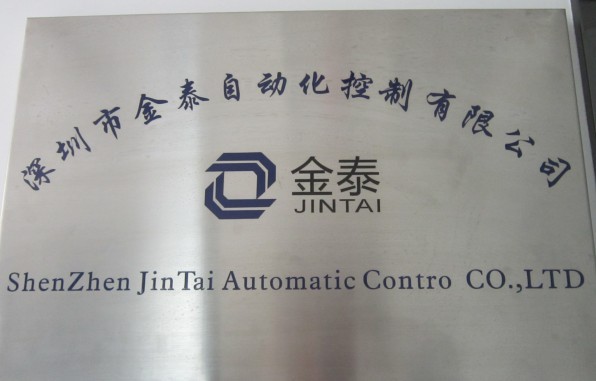 深圳市金泰自动化控制有限公司
金泰
JINTAI
ShenZhen JinTai Automatic Contro CO.,LTD